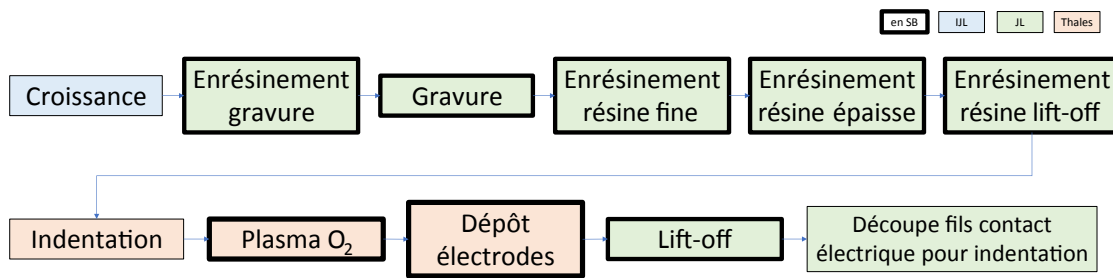 en SB
IJL
JL
Thales
Croissance
Enrésinement
gravure
Gravure
Enrésinement
résine fine
Enrésinement
résine épaisse
Enrésinement
résine lift-off
Indentation
Plasma O₂
Dépôt
électrodes
Lift-off
Découpe fils contact
électrique pour indentation